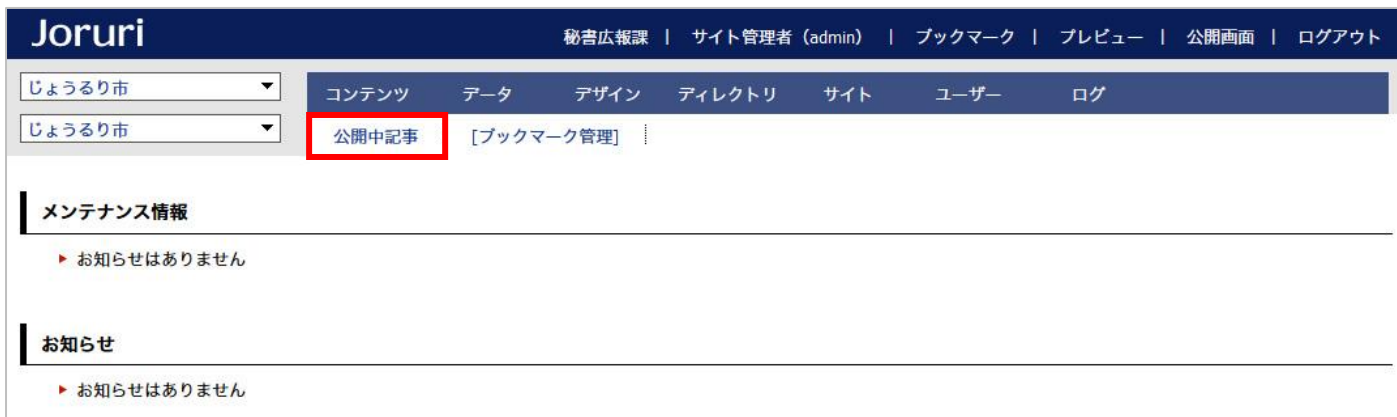 Joruri 秘書広報課 | サイト管理者（admin） | ブックマーク | プレビュー | 公開画面 | ログアウト
じょうるり市 コンテンツ データ デザイン ディレクトリ サイト ユーザー ログ
じょうるり市 公開中記事 [ブックマーク管理]
メンテナンス情報
お知らせはありません
お知らせ
お知らせはありません